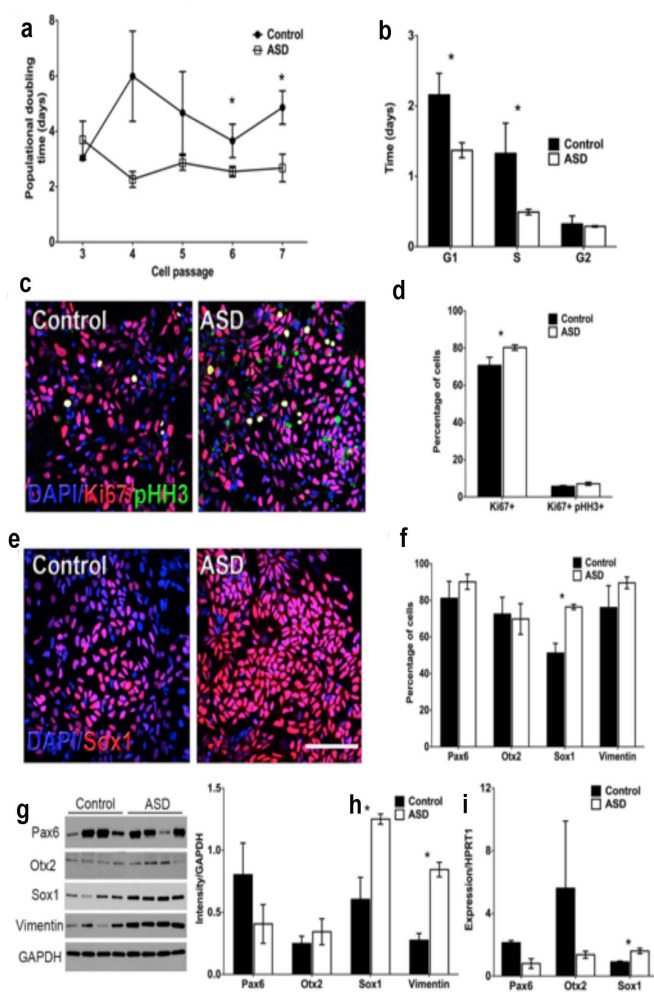 a
Populational doubling
time (days)
8
6
4
2
0
3 4 5 6 7
Cell passage
Control
ASD
*
*
b
Time (days)
3
2
1
0
G1 S G2
Control
ASD
*
*
c
Control
ASD
DAPI/Ki67/pHH3
d
Percentage of cells
100
80
60
40
20
0
Ki67+ Ki67+ pHH3+
Control
ASD
*
e
Control
ASD
DAPI/Sox1
f
Percentage of cells
100
80
60
40
20
0
Pax6 Otx2 Sox1 Vimentin
Control
ASD
*
g
Control ASD
Pax6
Otx2
Sox1
Vimentin
GAPDH
h
Intensity/GAPDH
1.5
1.0
0.5
0.0
Pax6 Otx2 Sox1 Vimentin
Control
ASD
*
*
i
Expression/HPRT1
12
9
6
3
0
Pax6 Otx2 Sox1
Control
ASD
*